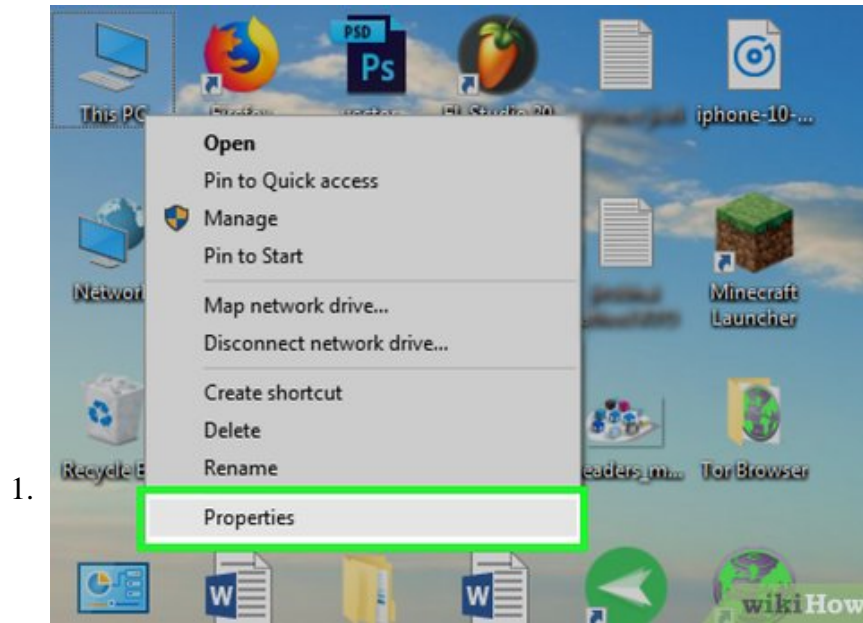 PSD
Ps
This PC
iphone-10-...
Open
Pin to Quick access
Manage
Pin to Start
Map network drive...
Disconnect network drive...
Minecraft
Launcher
Create shortcut
Delete
Rename
Tor Browser
1.
Properties
W
W
wikiHow